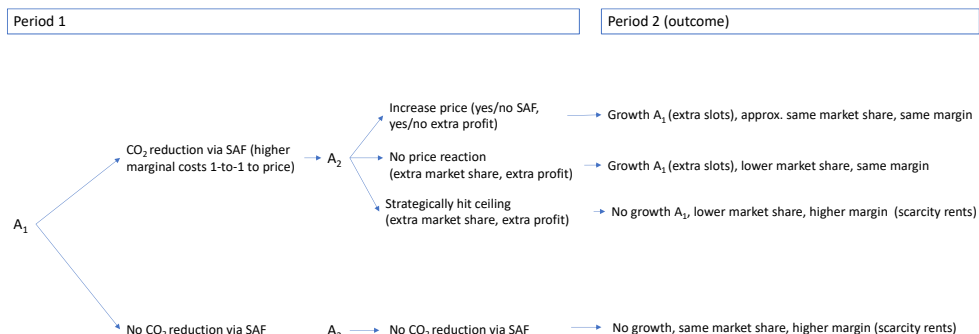 Period 1
Period 2 (outcome)
Increase price (yes/no SAF,
yes/no extra profit)
Growth A1 (extra slots), approx. same market share, same margin
CO2 reduction via SAF (higher
marginal costs 1-to-1 to price)
A2
No price reaction
(extra market share, extra profit)
Growth A1 (extra slots), lower market share, same margin
Strategically hit ceiling
(extra market share, extra profit)
No growth A1, lower market share, higher margin (scarcity rents)
A1
No CO2 reduction via SAF
A2
No CO2 reduction via SAF
No growth, same market share, higher margin (scarcity rents)